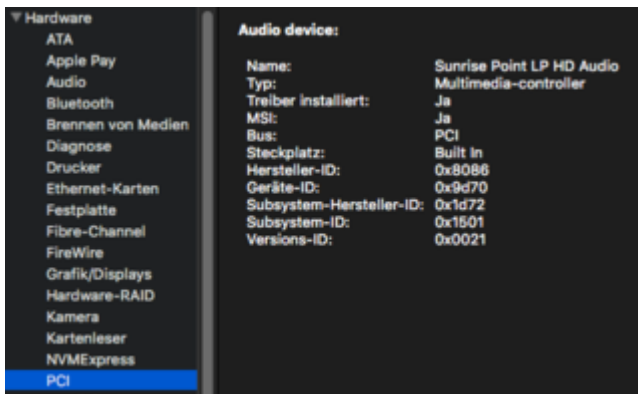 Hardware
ATA
Apple Pay
Audio
Bluetooth
Brennen von Medien
Diagnose
Drucker
Ethernet-Karten
Festplatte
Fibre-Channel
FireWire
Grafik/Displays
Hardware-RAID
Kamera
Kartenleser
NVMExpress
PCI
Audio device:
Name: Sunrise Point LP HD Audio
Typ: Multimedia-controller
Treiber installiert: Ja
MSI: Ja
Bus: PCI
Steckplatz: Built In
Hersteller-ID: 0x8086
Geräte-ID: 0x9d70
Subsystem-Hersteller-ID: 0x1d72
Subsystem-ID: 0x1501
Versions-ID: 0x0021